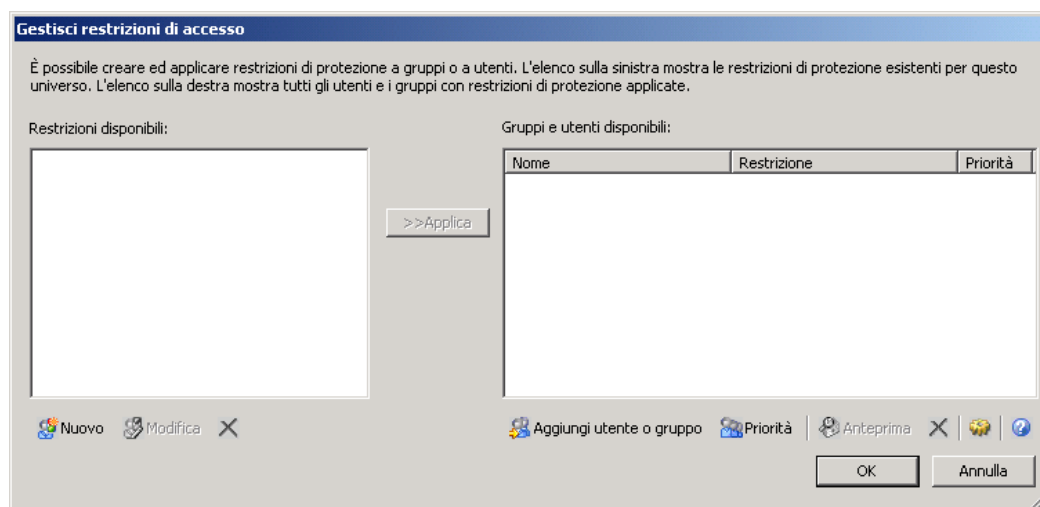 Gestisci restrizioni di accesso
È possibile creare ed applicare restrizioni di protezione a gruppi o a utenti. L'elenco sulla sinistra mostra le restrizioni di protezione esistenti per questo
universo. L'elenco sulla destra mostra tutti gli utenti e i gruppi con restrizioni di protezione applicate.
Restrizioni disponibili:
Gruppi e utenti disponibili:
Nome Restrizione Priorità
>>Applica
Nuovo Modifica
Aggiungi utente o gruppo Priorità Anteprima
OK Annulla